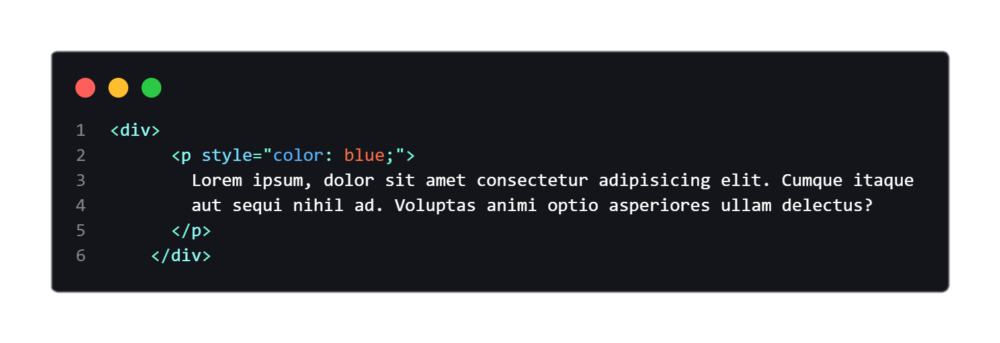 1 <div>
2 <p style="color: blue;">
3 Lorem ipsum, dolor sit amet consectetur adipisicing elit. Cumque itaque
4 aut sequi nihil ad. Voluptas animi optio asperiores ullam delectus?
5 </p>
6 </div>